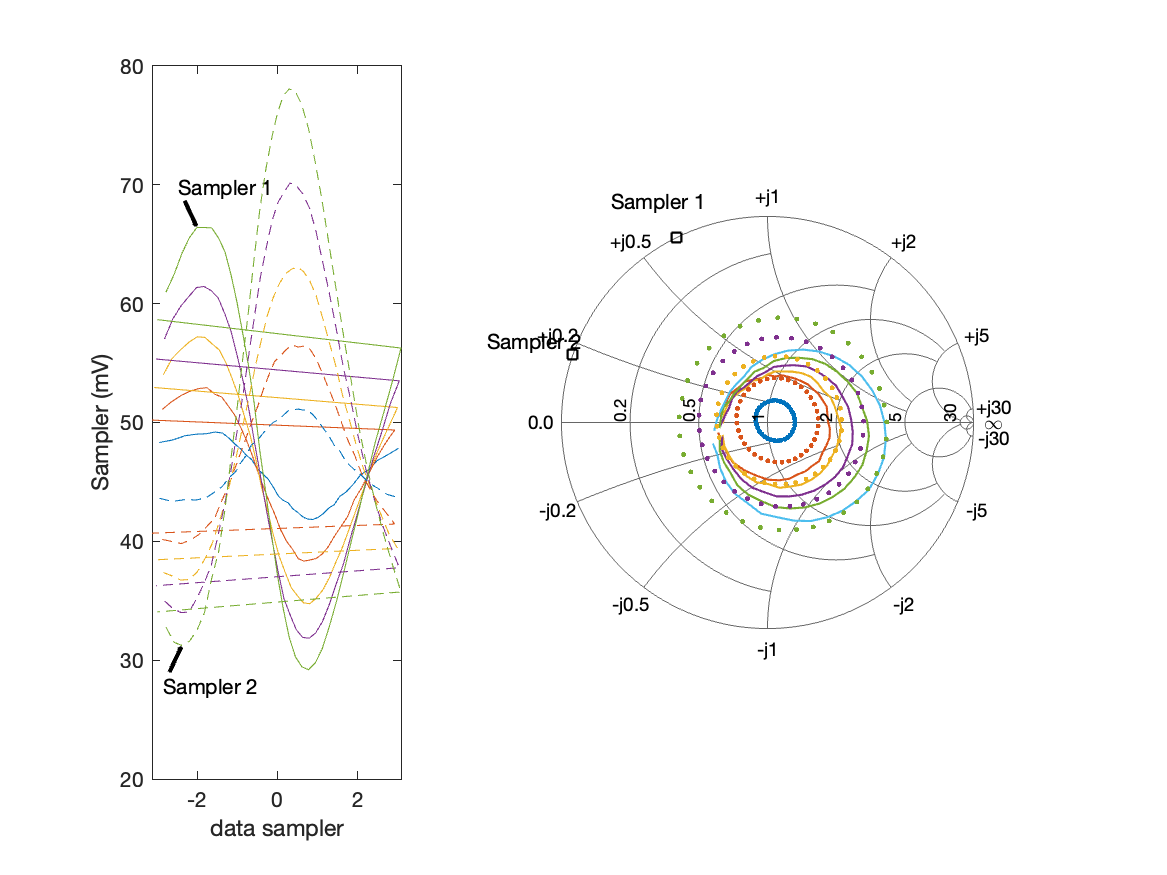 80
70
60
50
40
30
20
Sampler (mV)
-2
0
2
data sampler
Sampler 1
Sampler 2
Sampler 1
Sampler 2
+j0.2
+j0.5
+j1
+j2
+j5
+j30
∞
-j30
-j5
-j2
-j1
-j0.5
-j0.2
0.0
0.2
0.5
1
2
5
30